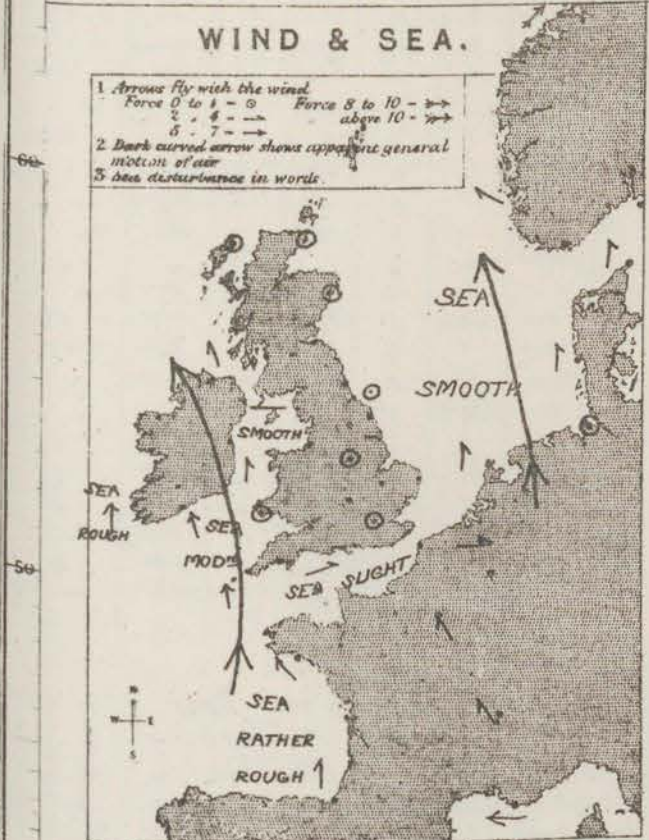 WIND & SEA.
1 Arrows fly with the wind
Force 0 to 1 - Force 8 to 10 -
2 " 4 - above 10 -
5 " 7 -
2 Dark curved arrow shows apparent general
motion of air
3 Sea disturbance in words.
60
SEA
SMOOTH
SMOOTH
SEA
ROUGH
SEA
MODTE
50
SEA SLIGHT
N
W E
S
SEA
RATHER
ROUGH